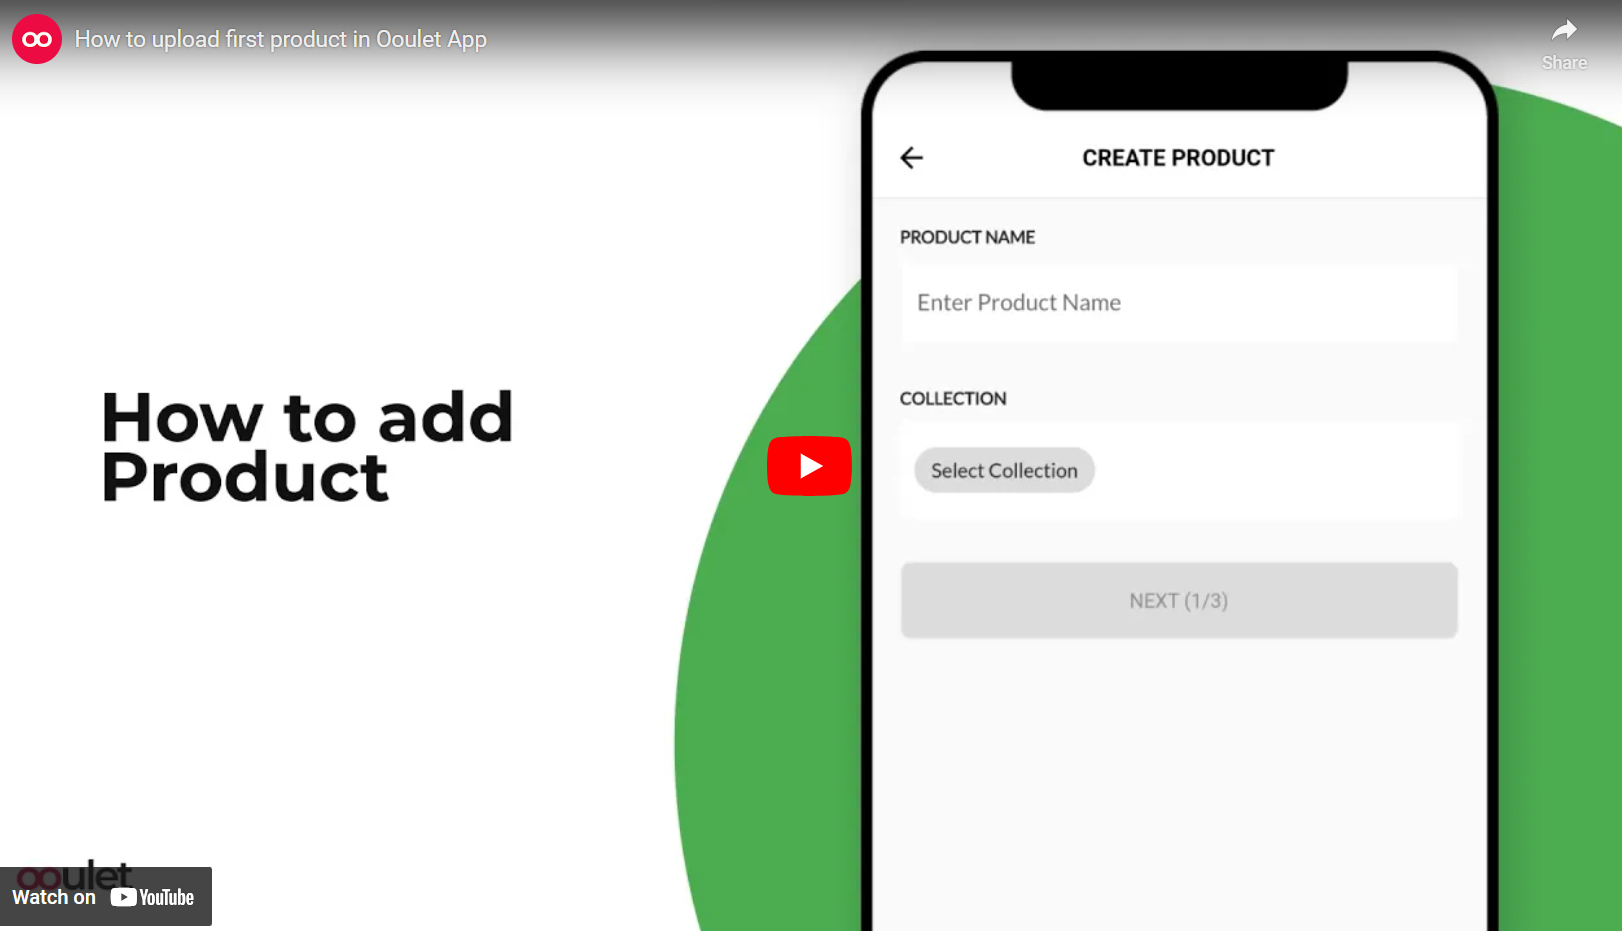 How to upload first product in Ooulet App
Share
CREATE PRODUCT
PRODUCT NAME
Enter Product Name
COLLECTION
Select Collection
NEXT (1/3)
How to add
Product
ooulet
Watch on YouTube